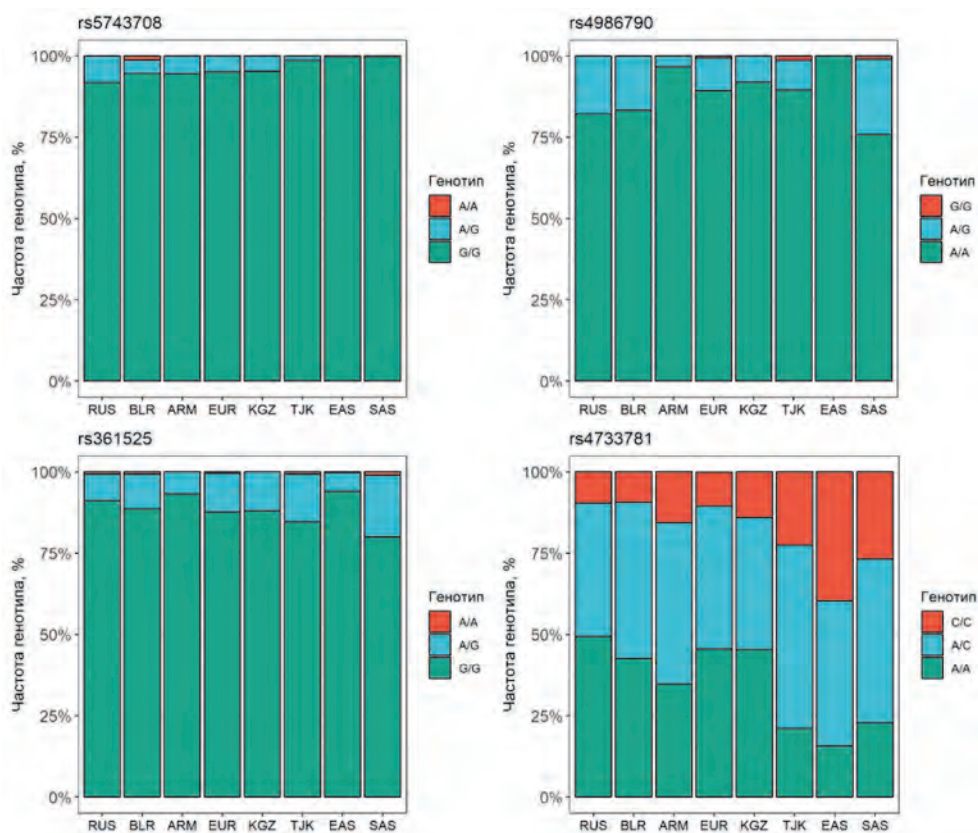 rs5743708
100%
75%
50%
25%
0%
Частота генотипа, %
RUS BLR ARM EUR KGZ TJK EAS SAS
Генотип
A/A
A/G
G/G
rs4986790
100%
75%
50%
25%
0%
Частота генотипа, %
RUS BLR ARM EUR KGZ TJK EAS SAS
Генотип
G/G
A/G
A/A
rs361525
100%
75%
50%
25%
0%
Частота генотипа, %
RUS BLR ARM EUR KGZ TJK EAS SAS
Генотип
A/A
A/G
G/G
rs4733781
100%
75%
50%
25%
0%
Частота генотипа, %
RUS BLR ARM EUR KGZ TJK EAS SAS
Генотип
C/C
A/C
A/A